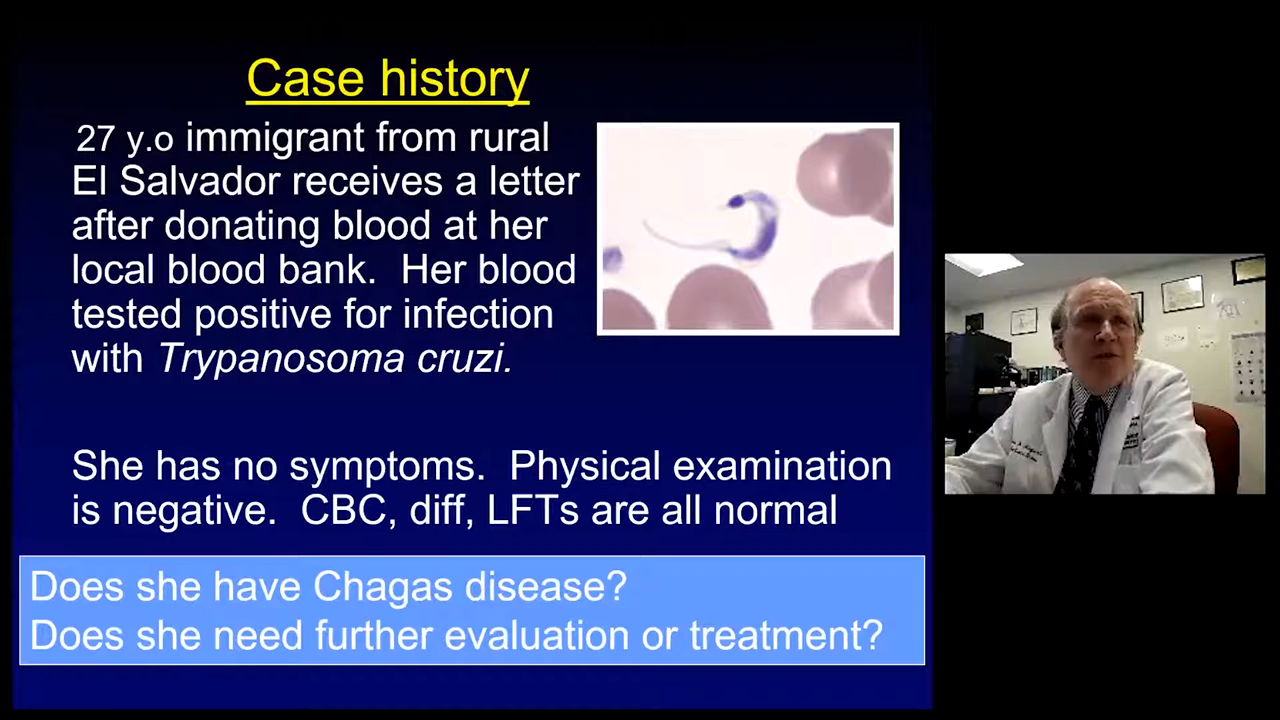 Case history
27 y.o immigrant from rural
El Salvador receives a letter
after donating blood at her
local blood bank.  Her blood
tested positive for infection
with Trypanosoma cruzi.
She has no symptoms.  Physical examination
is negative.  CBC, diff, LFTs are all normal
Does she have Chagas disease?
Does she need further evaluation or treatment?